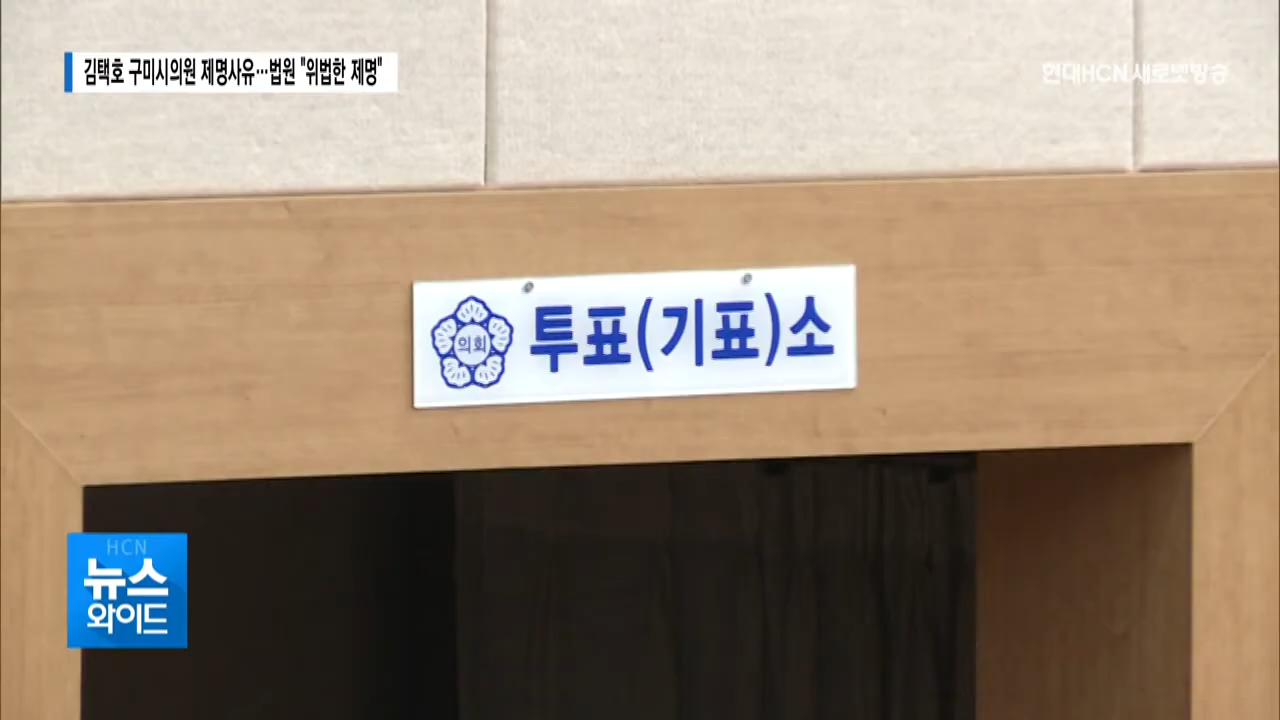 김택호 구미시의원 제명사유…법원 "위법한 제명"
현대HCN 새로넷방송
의회
투표(기표)소
HCN
뉴스
와이드